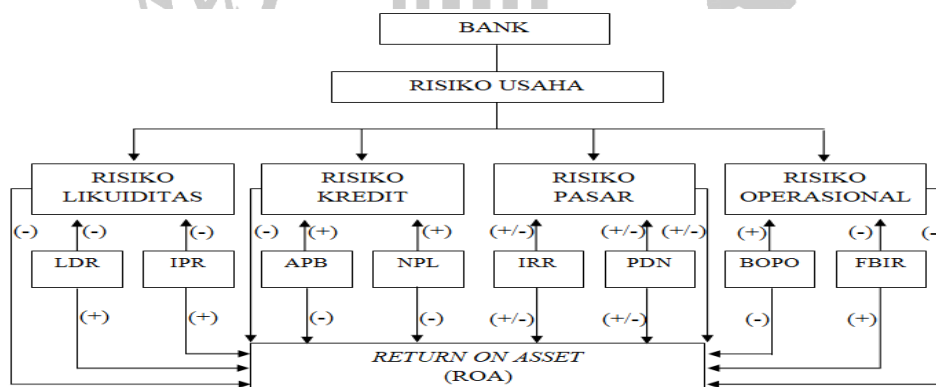 BANK
RISIKO USAHA
RISIKO
LIKUIDITAS
RISIKO
KREDIT
RISIKO
PASAR
RISIKO
OPERASIONAL
(-) (-) (-) (-) (+) (+) (+/-) (+/-) (+/-) (+) (-) (-
LDR IPR APB NPL IRR PDN BOPO FBIR
(+) (+) (-) (-) (+/-) (+/-) (-) (+)
RETURN ON ASSET
(ROA)